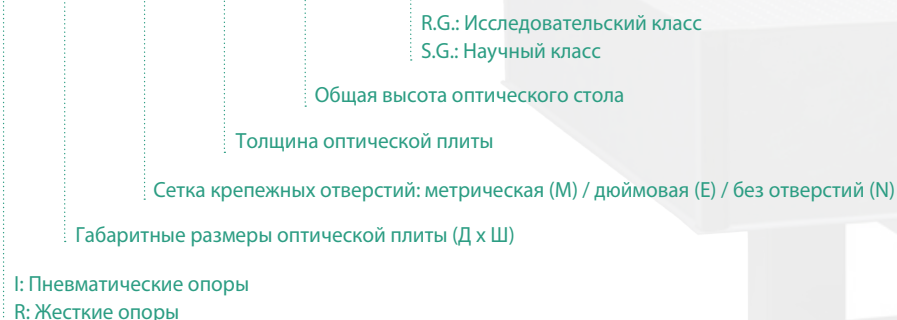 R.G.: Исследовательский класс
S.G.: Научный класс
Общая высота оптического стола
Толщина оптической плиты
Сетка крепежных отверстий: метрическая (M) / дюймовая (E) / без отверстий (N)
Габаритные размеры оптической плиты (Д x Ш)
I: Пневматические опоры
R: Жесткие опоры